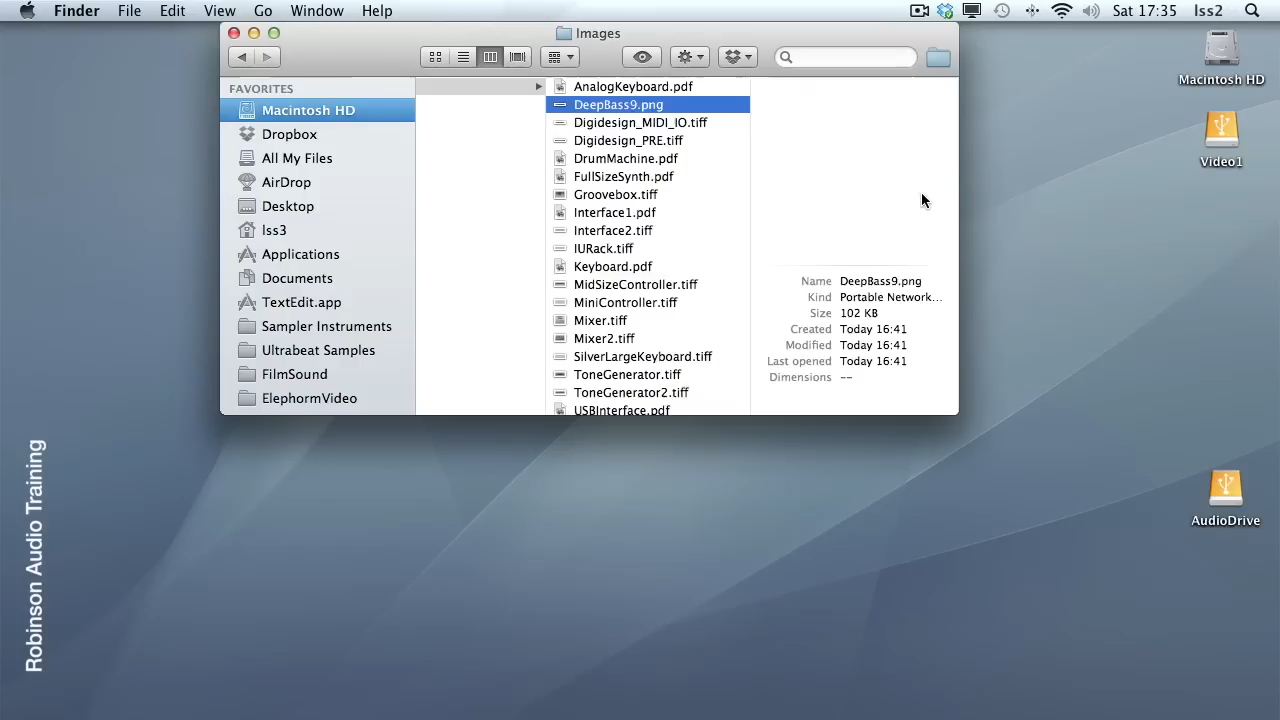 Finder File Edit View Go Window Help Sat 17:35 lss2
Images
FAVORITES
Macintosh HD
Dropbox
All My Files
AirDrop
Desktop
lss3
Applications
Documents
TextEdit.app
Sampler Instruments
Ultrabeat Samples
FilmSound
ElephormVideo
AnalogKeyboard.pdf
DeepBass9.png
Digidesign_MIDI_IO.tiff
Digidesign_PRE.tiff
DrumMachine.pdf
FullSizeSynth.pdf
Groovebox.tiff
Interface1.pdf
Interface2.tiff
IURack.tiff
Keyboard.pdf
MidSizeController.tiff
MiniController.tiff
Mixer.tiff
Mixer2.tiff
SilverLargeKeyboard.tiff
ToneGenerator.tiff
ToneGenerator2.tiff
USBInterface.pdf
Name DeepBass9.png
Kind Portable Network...
Size 102 KB
Created Today 16:41
Modified Today 16:41
Last opened Today 16:41
Dimensions --
Macintosh HD
Video1
AudioDrive
Robinson Audio Training